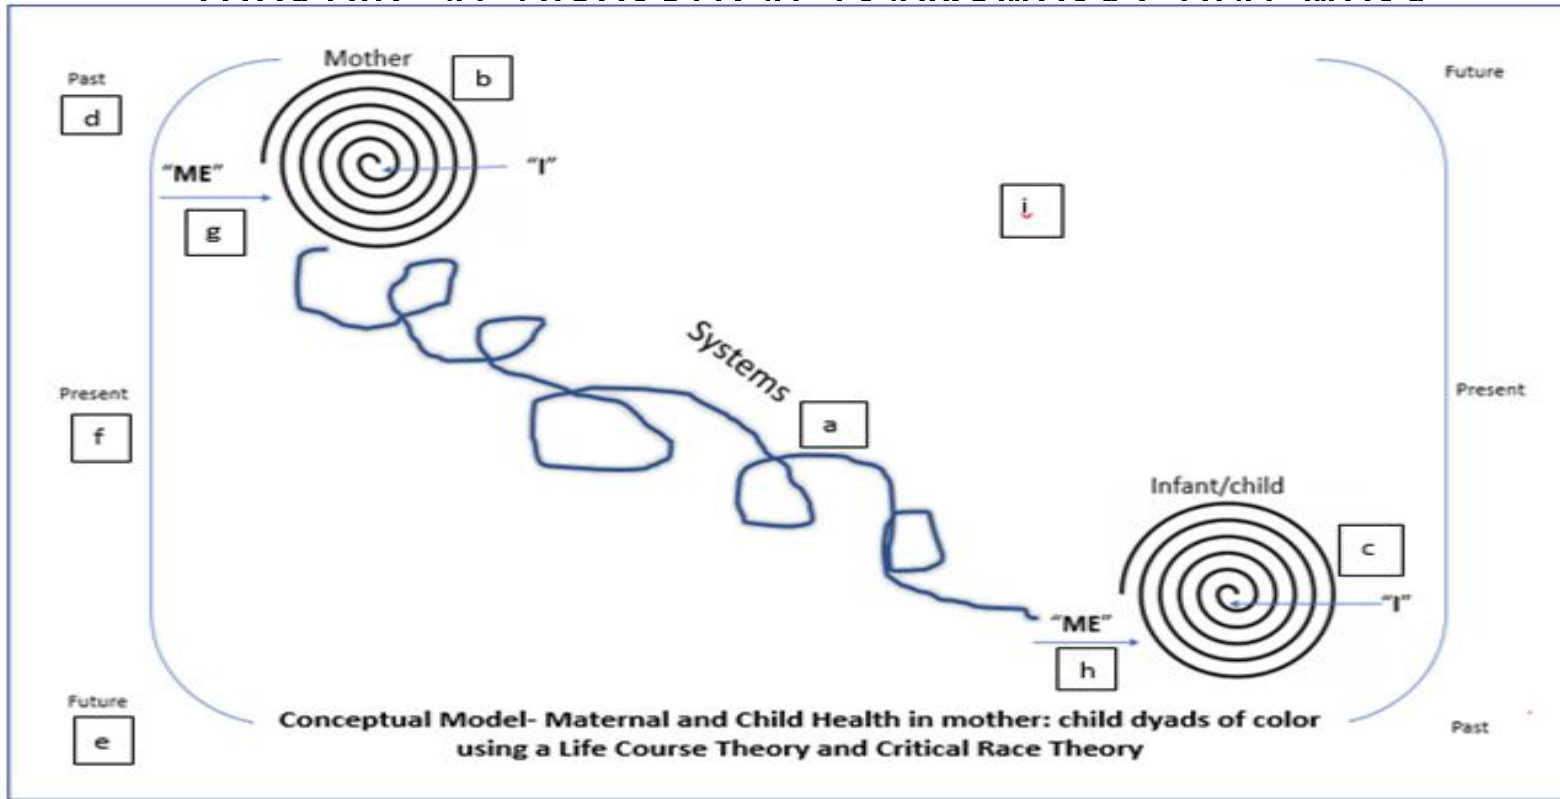 Mother
b
Past
d
Future
"ME"
"I"
g
i
Systems
Present
f
Present
a
Infant/child
c
"I"
"ME"
h
Future
e
Past
Conceptual Model- Maternal and Child Health in mother: child dyads of color
using a Life Course Theory and Critical Race Theory